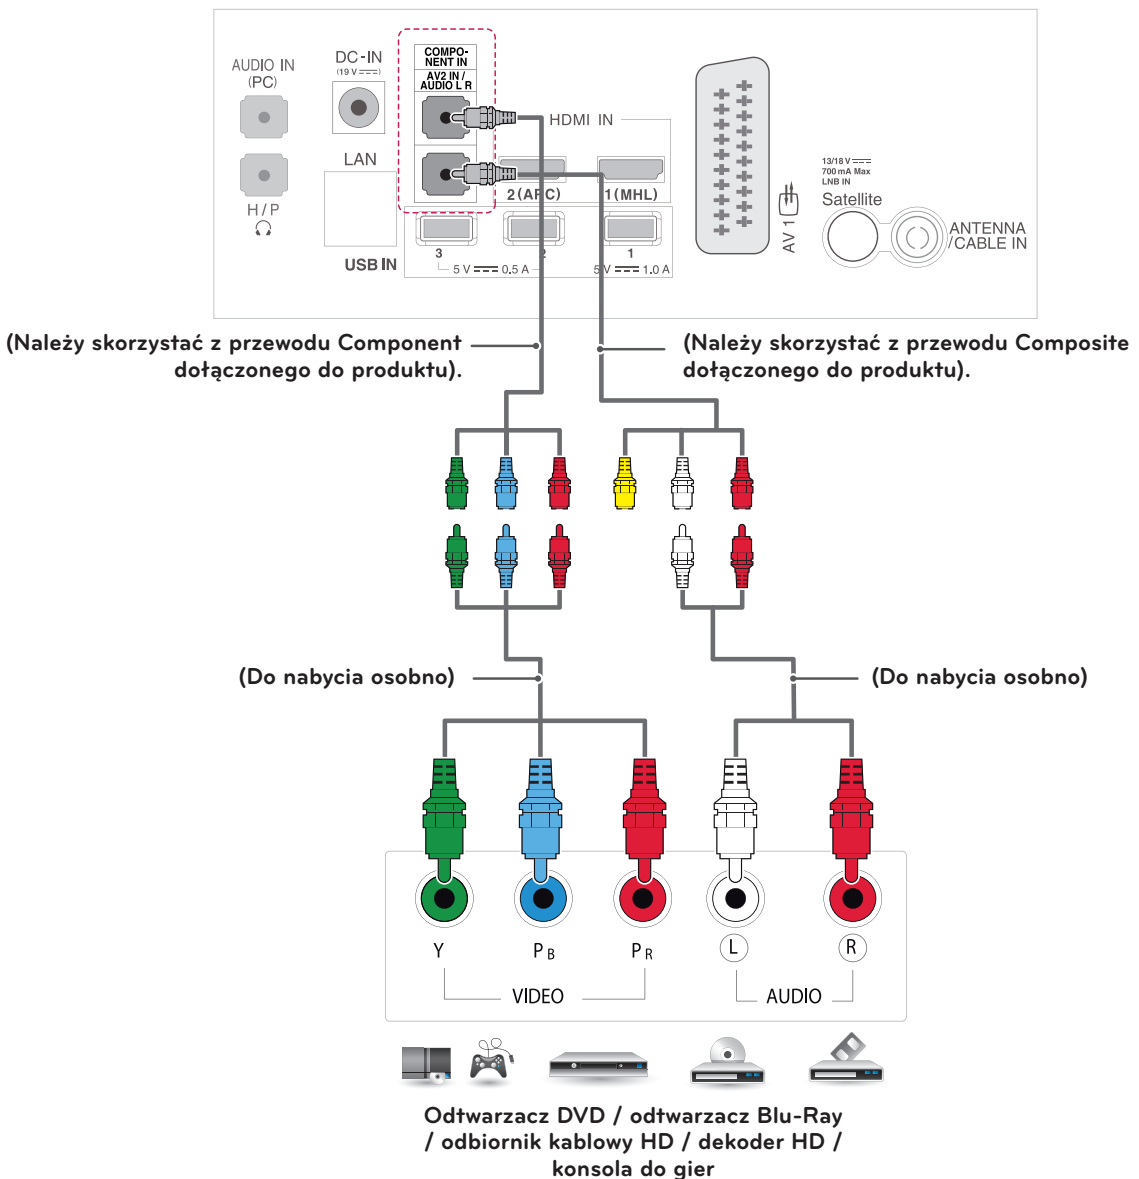 AUDIO IN
(PC)
H / P
DC-IN
(19 V ⎓)
LAN
COMPO-
NENT IN
AV2 IN /
AUDIO L R
HDMI IN
2 (ARC)
1 (MHL)
USB IN
3
2
1
5 V ⎓ 0.5 A
5 V ⎓ 1.0 A
AV 1
13/18 V ⎓
700 mA Max
LNB IN
Satellite
ANTENNA
/CABLE IN
(Należy skorzystać z przewodu Component
dołączonego do produktu).
(Należy skorzystać z przewodu Composite
dołączonego do produktu).
(Do nabycia osobno)
(Do nabycia osobno)
Y
PB
PR
L
R
VIDEO
AUDIO
Odtwarzacz DVD / odtwarzacz Blu-Ray
/ odbiornik kablowy HD / dekoder HD /
konsola do gier